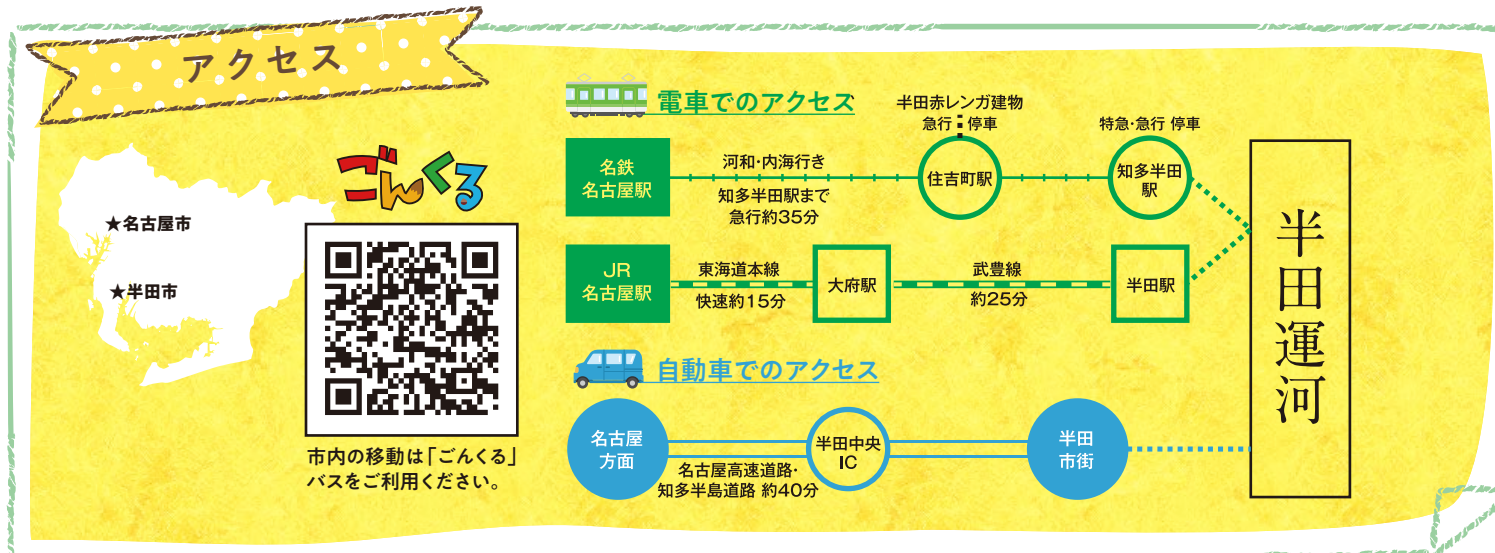 アクセス
★名古屋市
★半田市
ごんくる
市内の移動は「ごんくる」
バスをご利用ください。
電車でのアクセス
半田赤レンガ建物
急行 停車
特急・急行 停車
名鉄
名古屋駅
河和・内海行き
知多半田駅まで
急行約35分
住吉町駅
知多半田
駅
JR
名古屋駅
東海道本線
快速約15分
大府駅
武豊線
約25分
半田駅
自動車でのアクセス
名古屋
方面
名古屋高速道路・
知多半島道路 約40分
半田中央
IC
半田
市街
半田運河